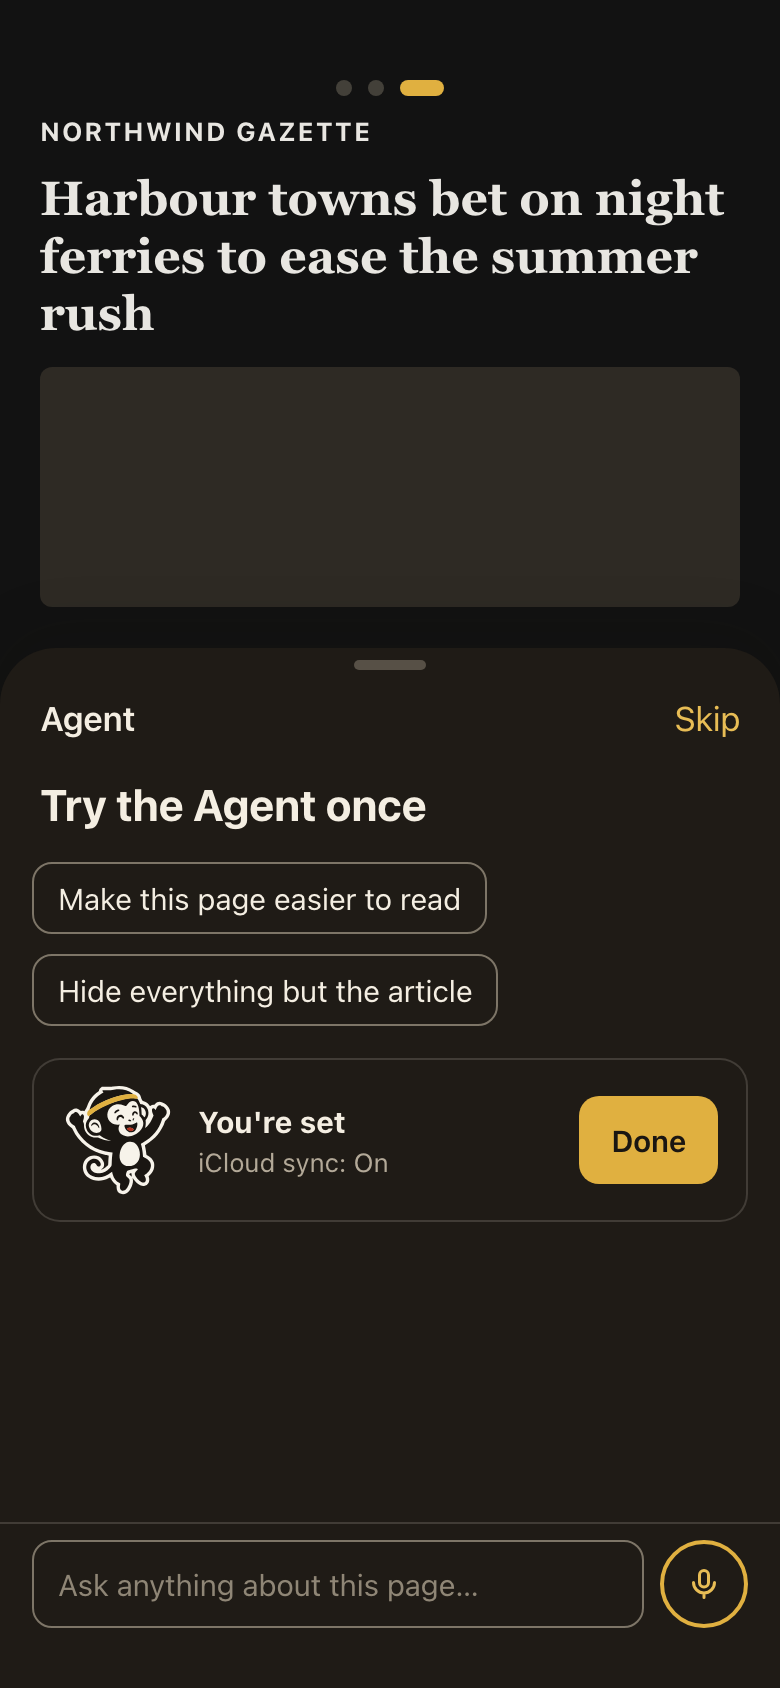 NORTHWIND GAZETTE
Harbour towns bet on night
ferries to ease the summer
rush
Agent
Skip
Try the Agent once
Make this page easier to read
Hide everything but the article
You're set
iCloud sync: On
Done
Ask anything about this page...